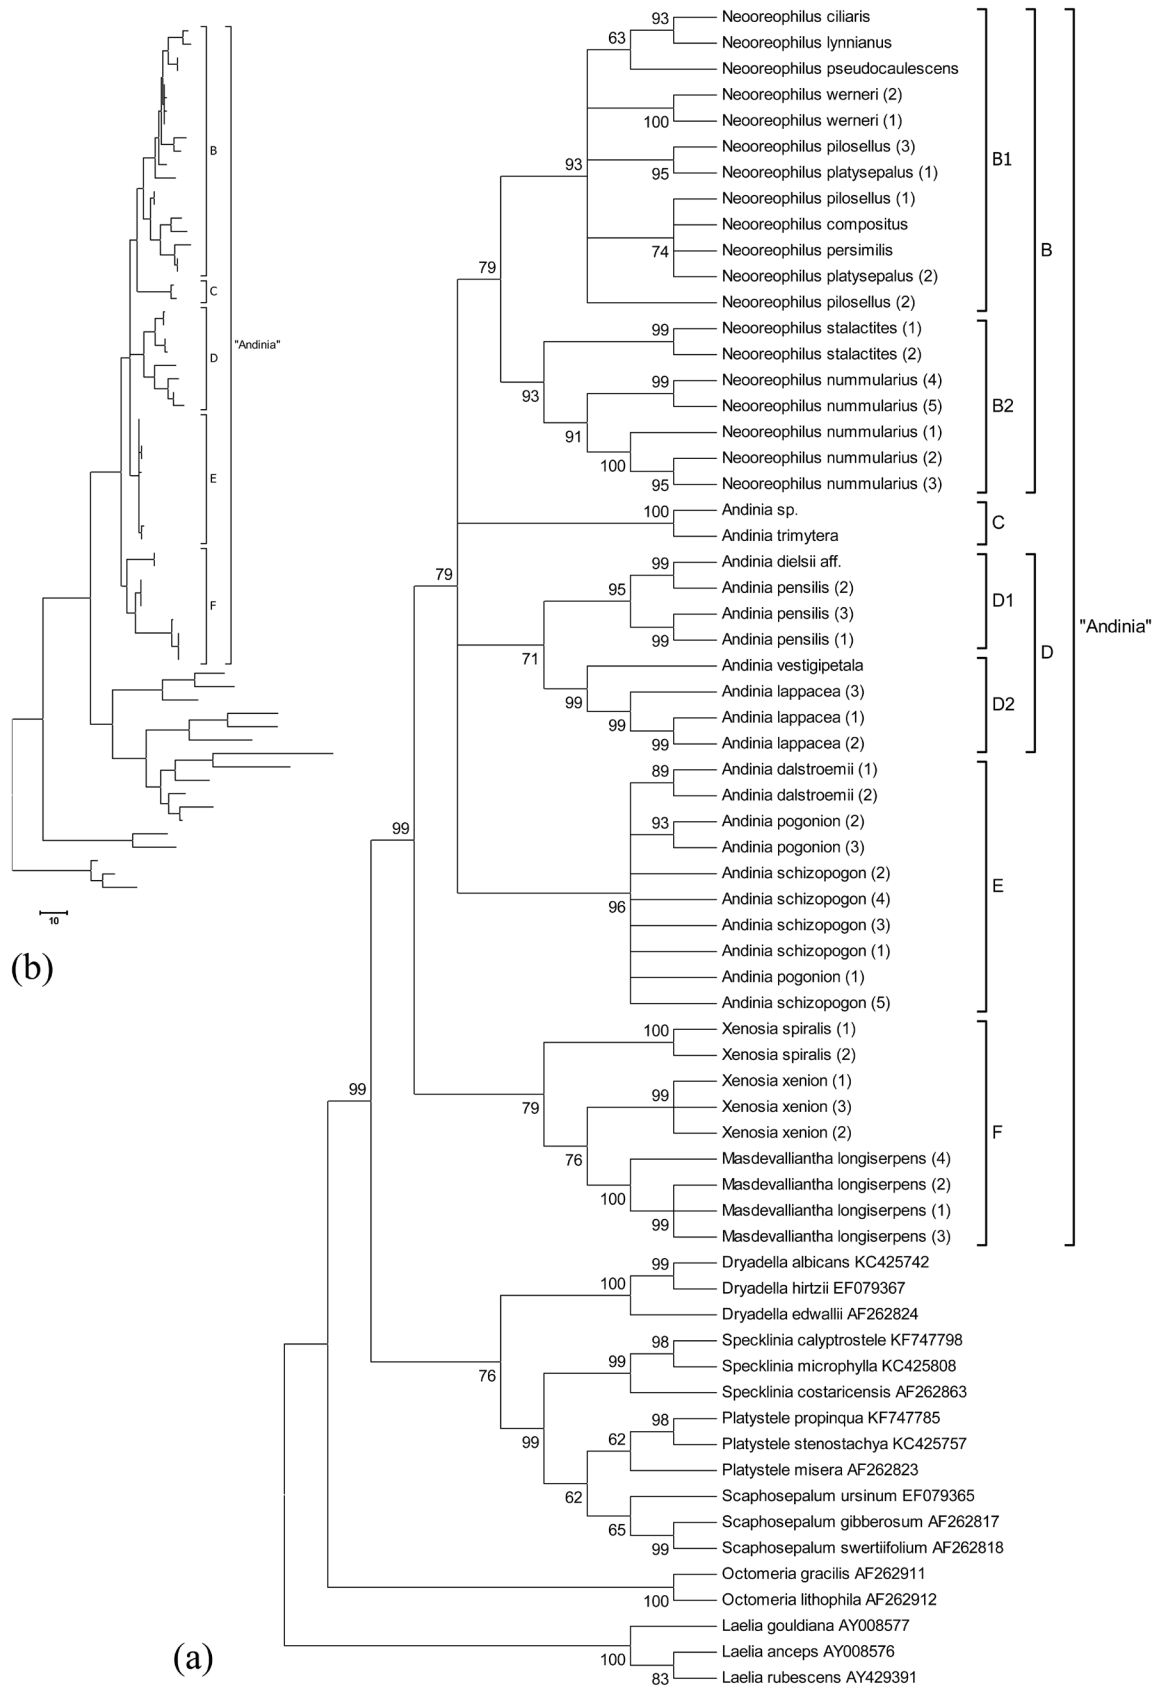 B
C
D
"Andinia"
E
F
10
(b)
93
Neooreophilus ciliaris
63
Neooreophilus lynnianus
Neooreophilus pseudocaulescens
Neooreophilus werneri (2)
100
Neooreophilus werneri (1)
Neooreophilus pilosellus (3)
93
95
Neooreophilus platysepalus (1)
B1
Neooreophilus pilosellus (1)
Neooreophilus compositus
74
Neooreophilus persimilis
B
79
Neooreophilus platysepalus (2)
Neooreophilus pilosellus (2)
99
Neooreophilus stalactites (1)
Neooreophilus stalactites (2)
93
99
Neooreophilus nummularius (4)
Neooreophilus nummularius (5)
B2
91
Neooreophilus nummularius (1)
100
Neooreophilus nummularius (2)
95
Neooreophilus nummularius (3)
100
Andinia sp.
C
Andinia trimytera
79
99
Andinia dielsii aff.
95
Andinia pensilis (2)
D1
Andinia pensilis (3)
99
Andinia pensilis (1)
"Andinia"
71
D
Andinia vestigipetala
99
Andinia lappacea (3)
D2
99
Andinia lappacea (1)
99
Andinia lappacea (2)
89
Andinia dalstroemii (1)
Andinia dalstroemii (2)
99
93
Andinia pogonion (2)
Andinia pogonion (3)
Andinia schizopogon (2)
E
96
Andinia schizopogon (4)
Andinia schizopogon (3)
Andinia schizopogon (1)
Andinia pogonion (1)
Andinia schizopogon (5)
100
Xenosia spiralis (1)
Xenosia spiralis (2)
99
79
99
Xenosia xenion (1)
Xenosia xenion (3)
Xenosia xenion (2)
F
76
Masdevalliantha longiserpens (4)
100
Masdevalliantha longiserpens (2)
99
Masdevalliantha longiserpens (1)
Masdevalliantha longiserpens (3)
99
Dryadella albicans KC425742
100
Dryadella hirtzii EF079367
Dryadella edwallii AF262824
76
98
Specklinia calyptrostele KF747798
99
Specklinia microphylla KC425808
Specklinia costaricensis AF262863
99
98
Platystele propinqua KF747785
62
Platystele stenostachya KC425757
Platystele misera AF262823
62
Scaphosepalum ursinum EF079365
65
Scaphosepalum gibberosum AF262817
99
Scaphosepalum swertiifolium AF262818
Octomeria gracilis AF262911
100
Octomeria lithophila AF262912
Laelia gouldiana AY008577
100
Laelia anceps AY008576
83
Laelia rubescens AY429391
(a)